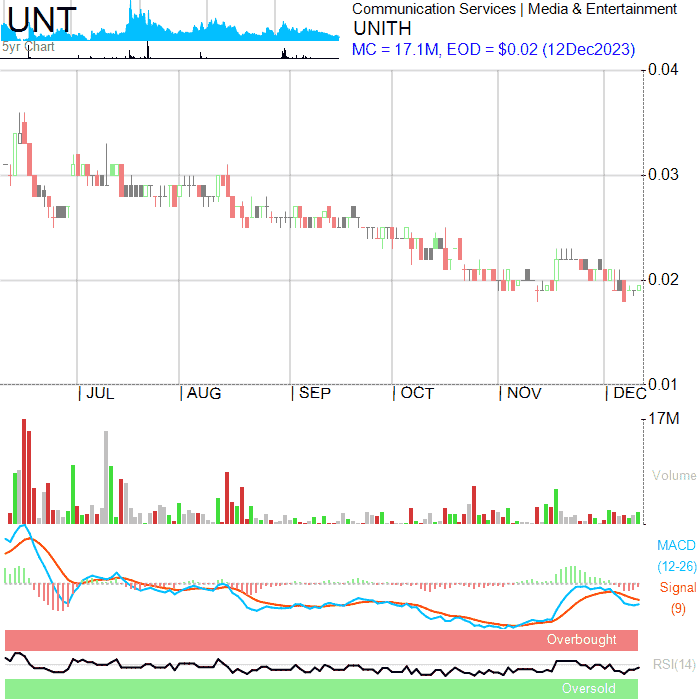 UNT
5yr Chart
Communication Services | Media & Entertainment
UNITH
MC = 17.1M, EOD = $0.02 (12Dec2023)
0.04
0.03
0.02
0.01
| JUL
| AUG
| SEP
| OCT
| NOV
| DEC
17M
Volume
MACD
(12-26)
Signal
(9)
Overbought
RSI(14)
Oversold